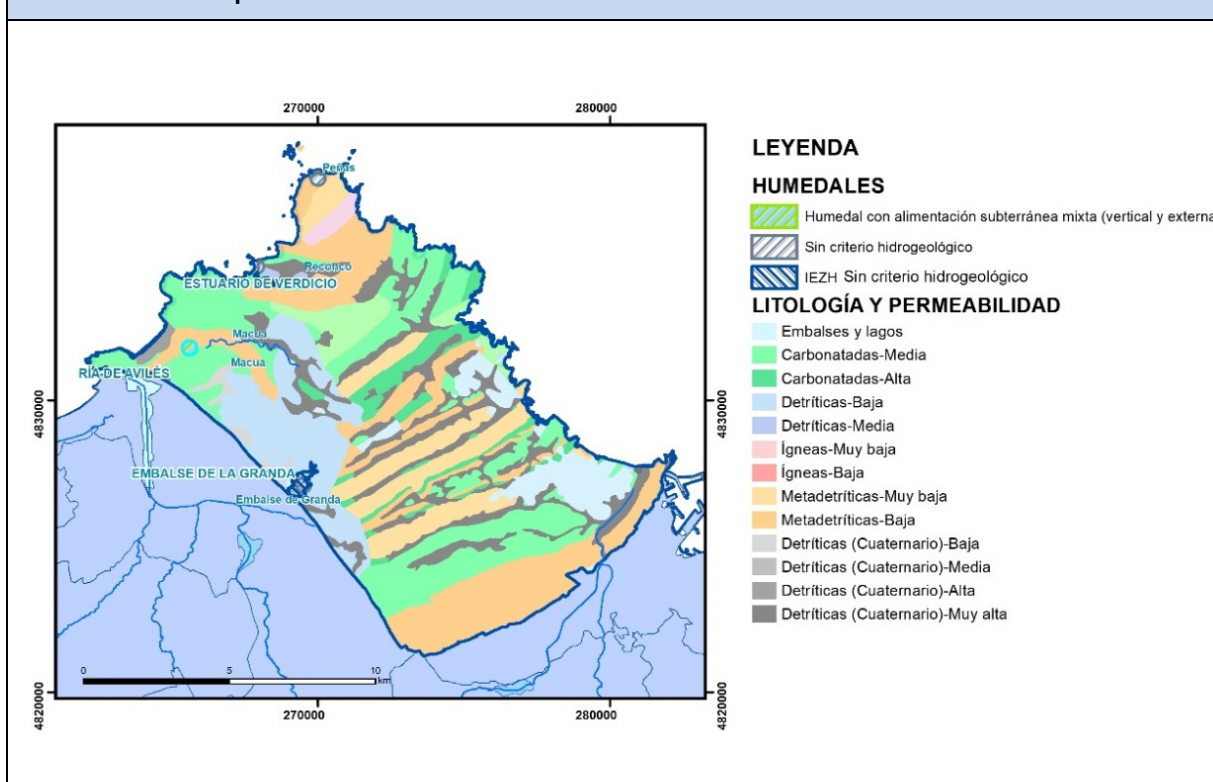 270000
280000
Peñas
Reconco
ESTUARIO DE VERDICIO
Macua
Macua
RÍA DE AVILÉS
4830000
4830000
EMBALSE DE LA GRANDA
Embalse de Granda
0
5
10
km
4820000
4820000
270000
280000
LEYENDA
HUMEDALES
Humedal con alimentación subterránea mixta (vertical y externa
Sin criterio hidrogeológico
IEZH Sin criterio hidrogeológico
LITOLOGÍA Y PERMEABILIDAD
Embalses y lagos
Carbonatadas-Media
Carbonatadas-Alta
Detríticas-Baja
Detríticas-Media
Ígneas-Muy baja
Ígneas-Baja
Metadetríticas-Muy baja
Metadetríticas-Baja
Detríticas (Cuaternario)-Baja
Detríticas (Cuaternario)-Media
Detríticas (Cuaternario)-Alta
Detríticas (Cuaternario)-Muy alta